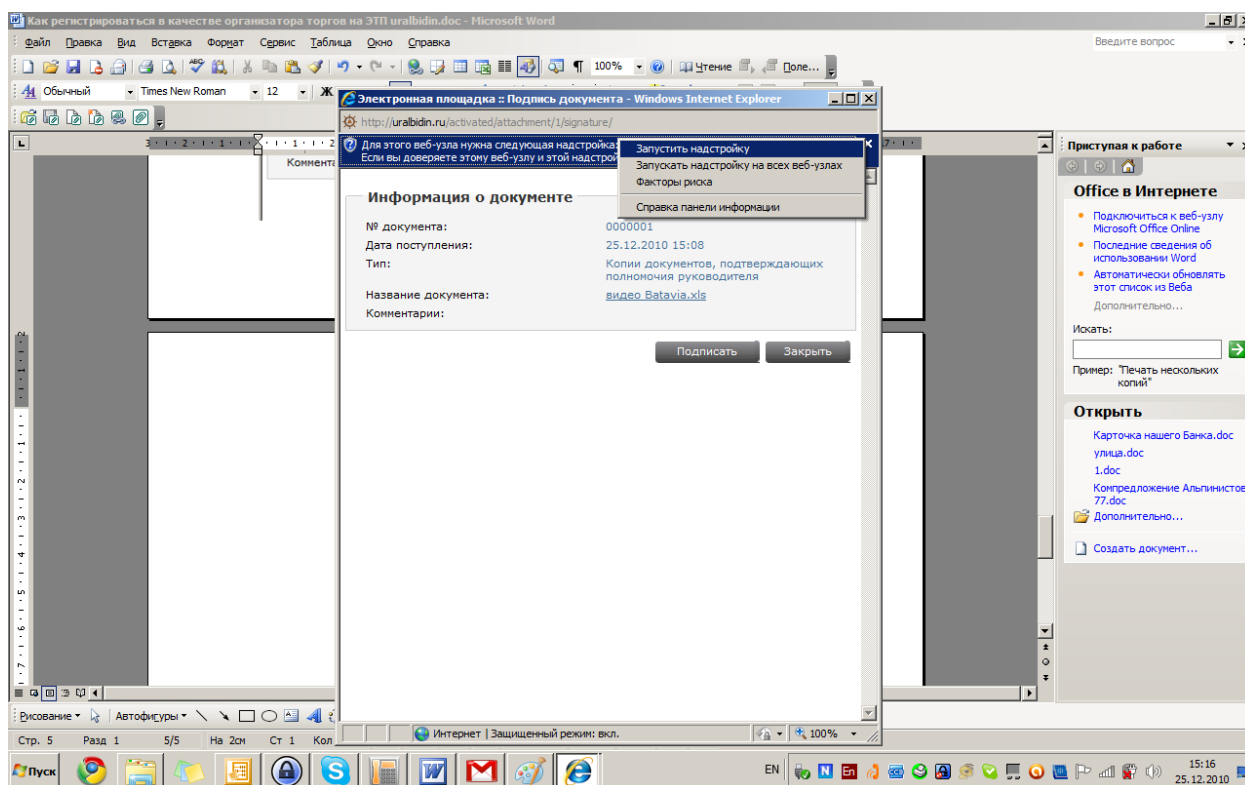 Как регистрироваться в качестве организатора торгов на ЭТП uralbidin.doc - Microsoft Word
Файл Правка Вид Вставка Формат Сервис Таблица Окно Справка
Введите вопрос
100% Чтение Поле...
Обычный Times New Roman 12 Ж
Электронная площадка :: Подпись документа - Windows Internet Explorer
http://uralbidin.ru/activated/attachment/1/signature/
Для этого веб-узла нужна следующая надстройка:
Если вы доверяете этому веб-узлу и этой надстрой
Запустить надстройку
Запускать надстройку на всех веб-узлах
Факторы риска
Справка панели информации
Коммента
Информация о документе
№ документа: 0000001
Дата поступления: 25.12.2010 15:08
Тип: Копии документов, подтверждающих
полномочия руководителя
Название документа: видео Batavia.xls
Комментарии:
Подписать Закрыть
Интернет | Защищенный режим: вкл. 100%
Приступая к работе
Office в Интернете
Подключиться к веб-узлу
Microsoft Office Online
Последние сведения об
использовании Word
Автоматически обновлять
этот список из Веба
Дополнительно...
Искать:
Пример: "Печать нескольких
копий"
Открыть
Карточка нашего Банка.doc
улица.doc
1.doc
Компредложение Альпинистов
77.doc
Дополнительно...
Создать документ...
Рисование Автофигуры
Стр. 5 Разд 1 5/5 На 2см Ст 1 Кол
Пуск
EN
15:16
25.12.2010